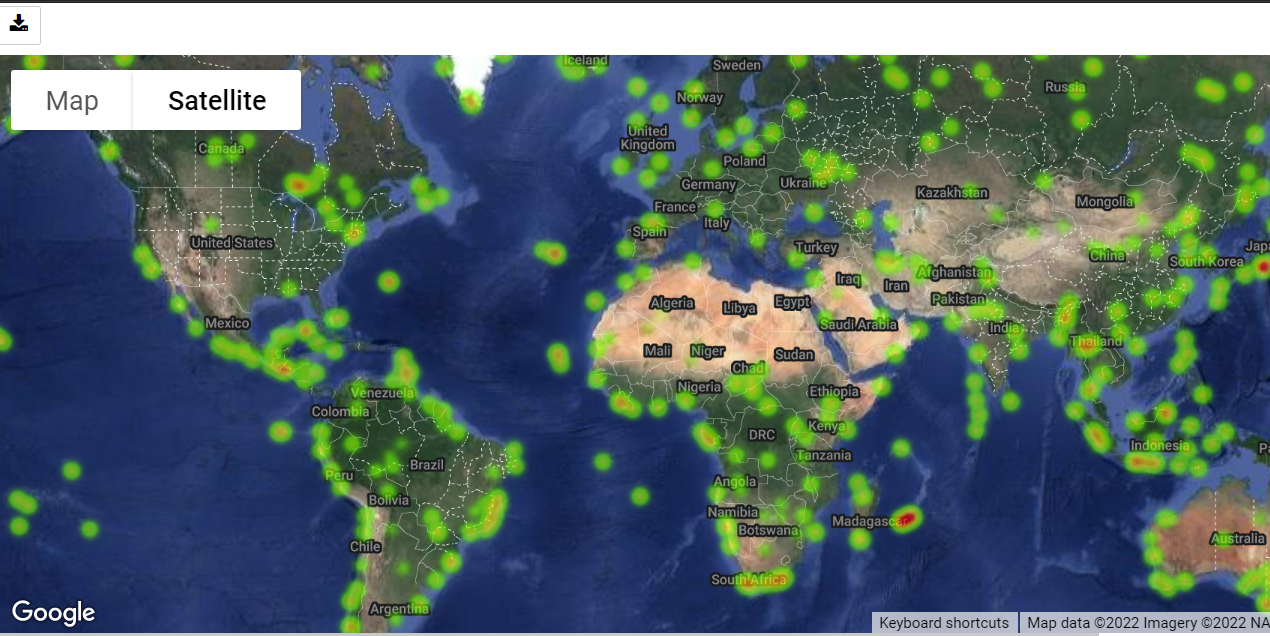 Map
Satellite
Iceland
Sweden
Norway
Russia
United
Kingdom
Canada
Poland
Germany
Ukraine
Kazakhstan
Mongolia
France
Italy
Spain
United States
Turkey
China
South Korea
Japa
Iraq
Iran
Afghanistan
Algeria
Libya
Egypt
Pakistan
Mexico
Saudi Arabia
India
Thailand
Mali
Niger
Sudan
Chad
Venezuela
Nigeria
Ethiopia
Colombia
Kenya
DRC
Indonesia
Pa
Tanzania
Brazil
Peru
Angola
Bolivia
Namibia
Madagascar
Botswana
Australia
Chile
South Africa
Argentina
Google
Keyboard shortcuts
Map data ©2022 Imagery ©2022 NA